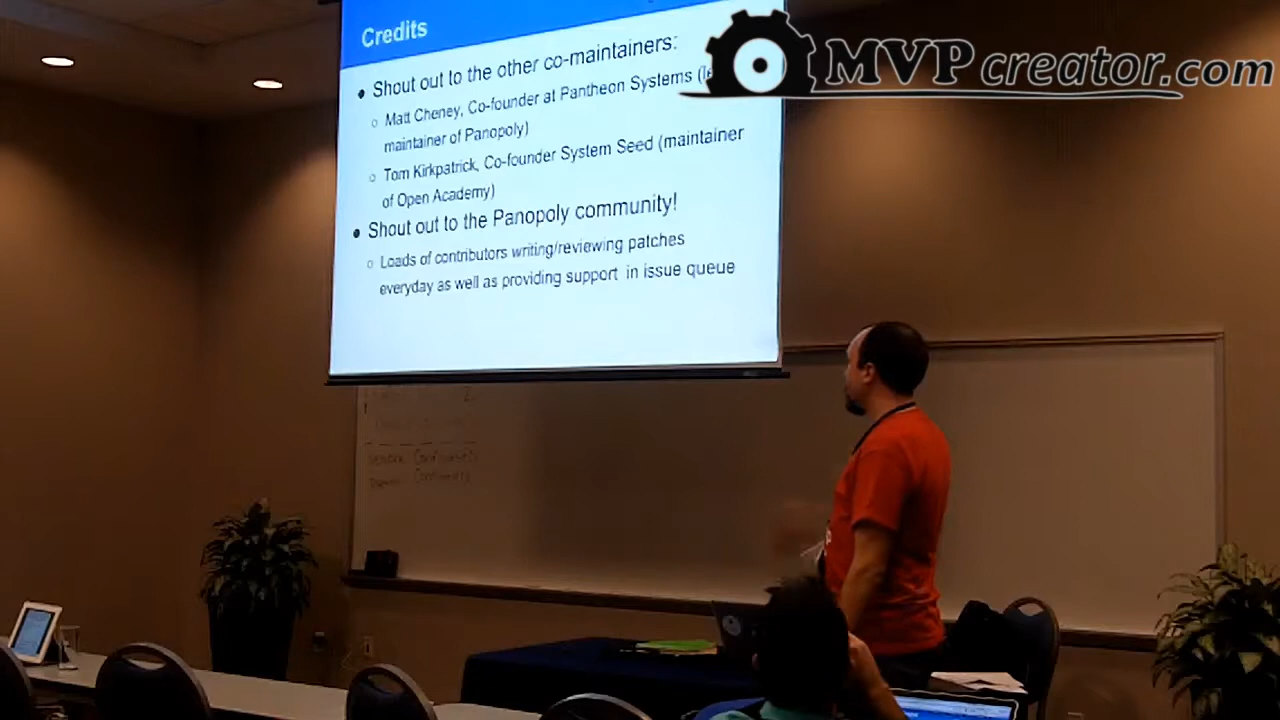 MVPcreator.com
Credits
Shout out to the other co-maintainers:
Matt Cheney, Co-founder at Pantheon Systems
maintainer of Panopoly)
Tom Kirkpatrick, Co-founder System Seed (maintainer
of Open Academy)
Shout out to the Panopoly community!
Loads of contributors writing/reviewing patches
everyday as well as providing support in issue queue